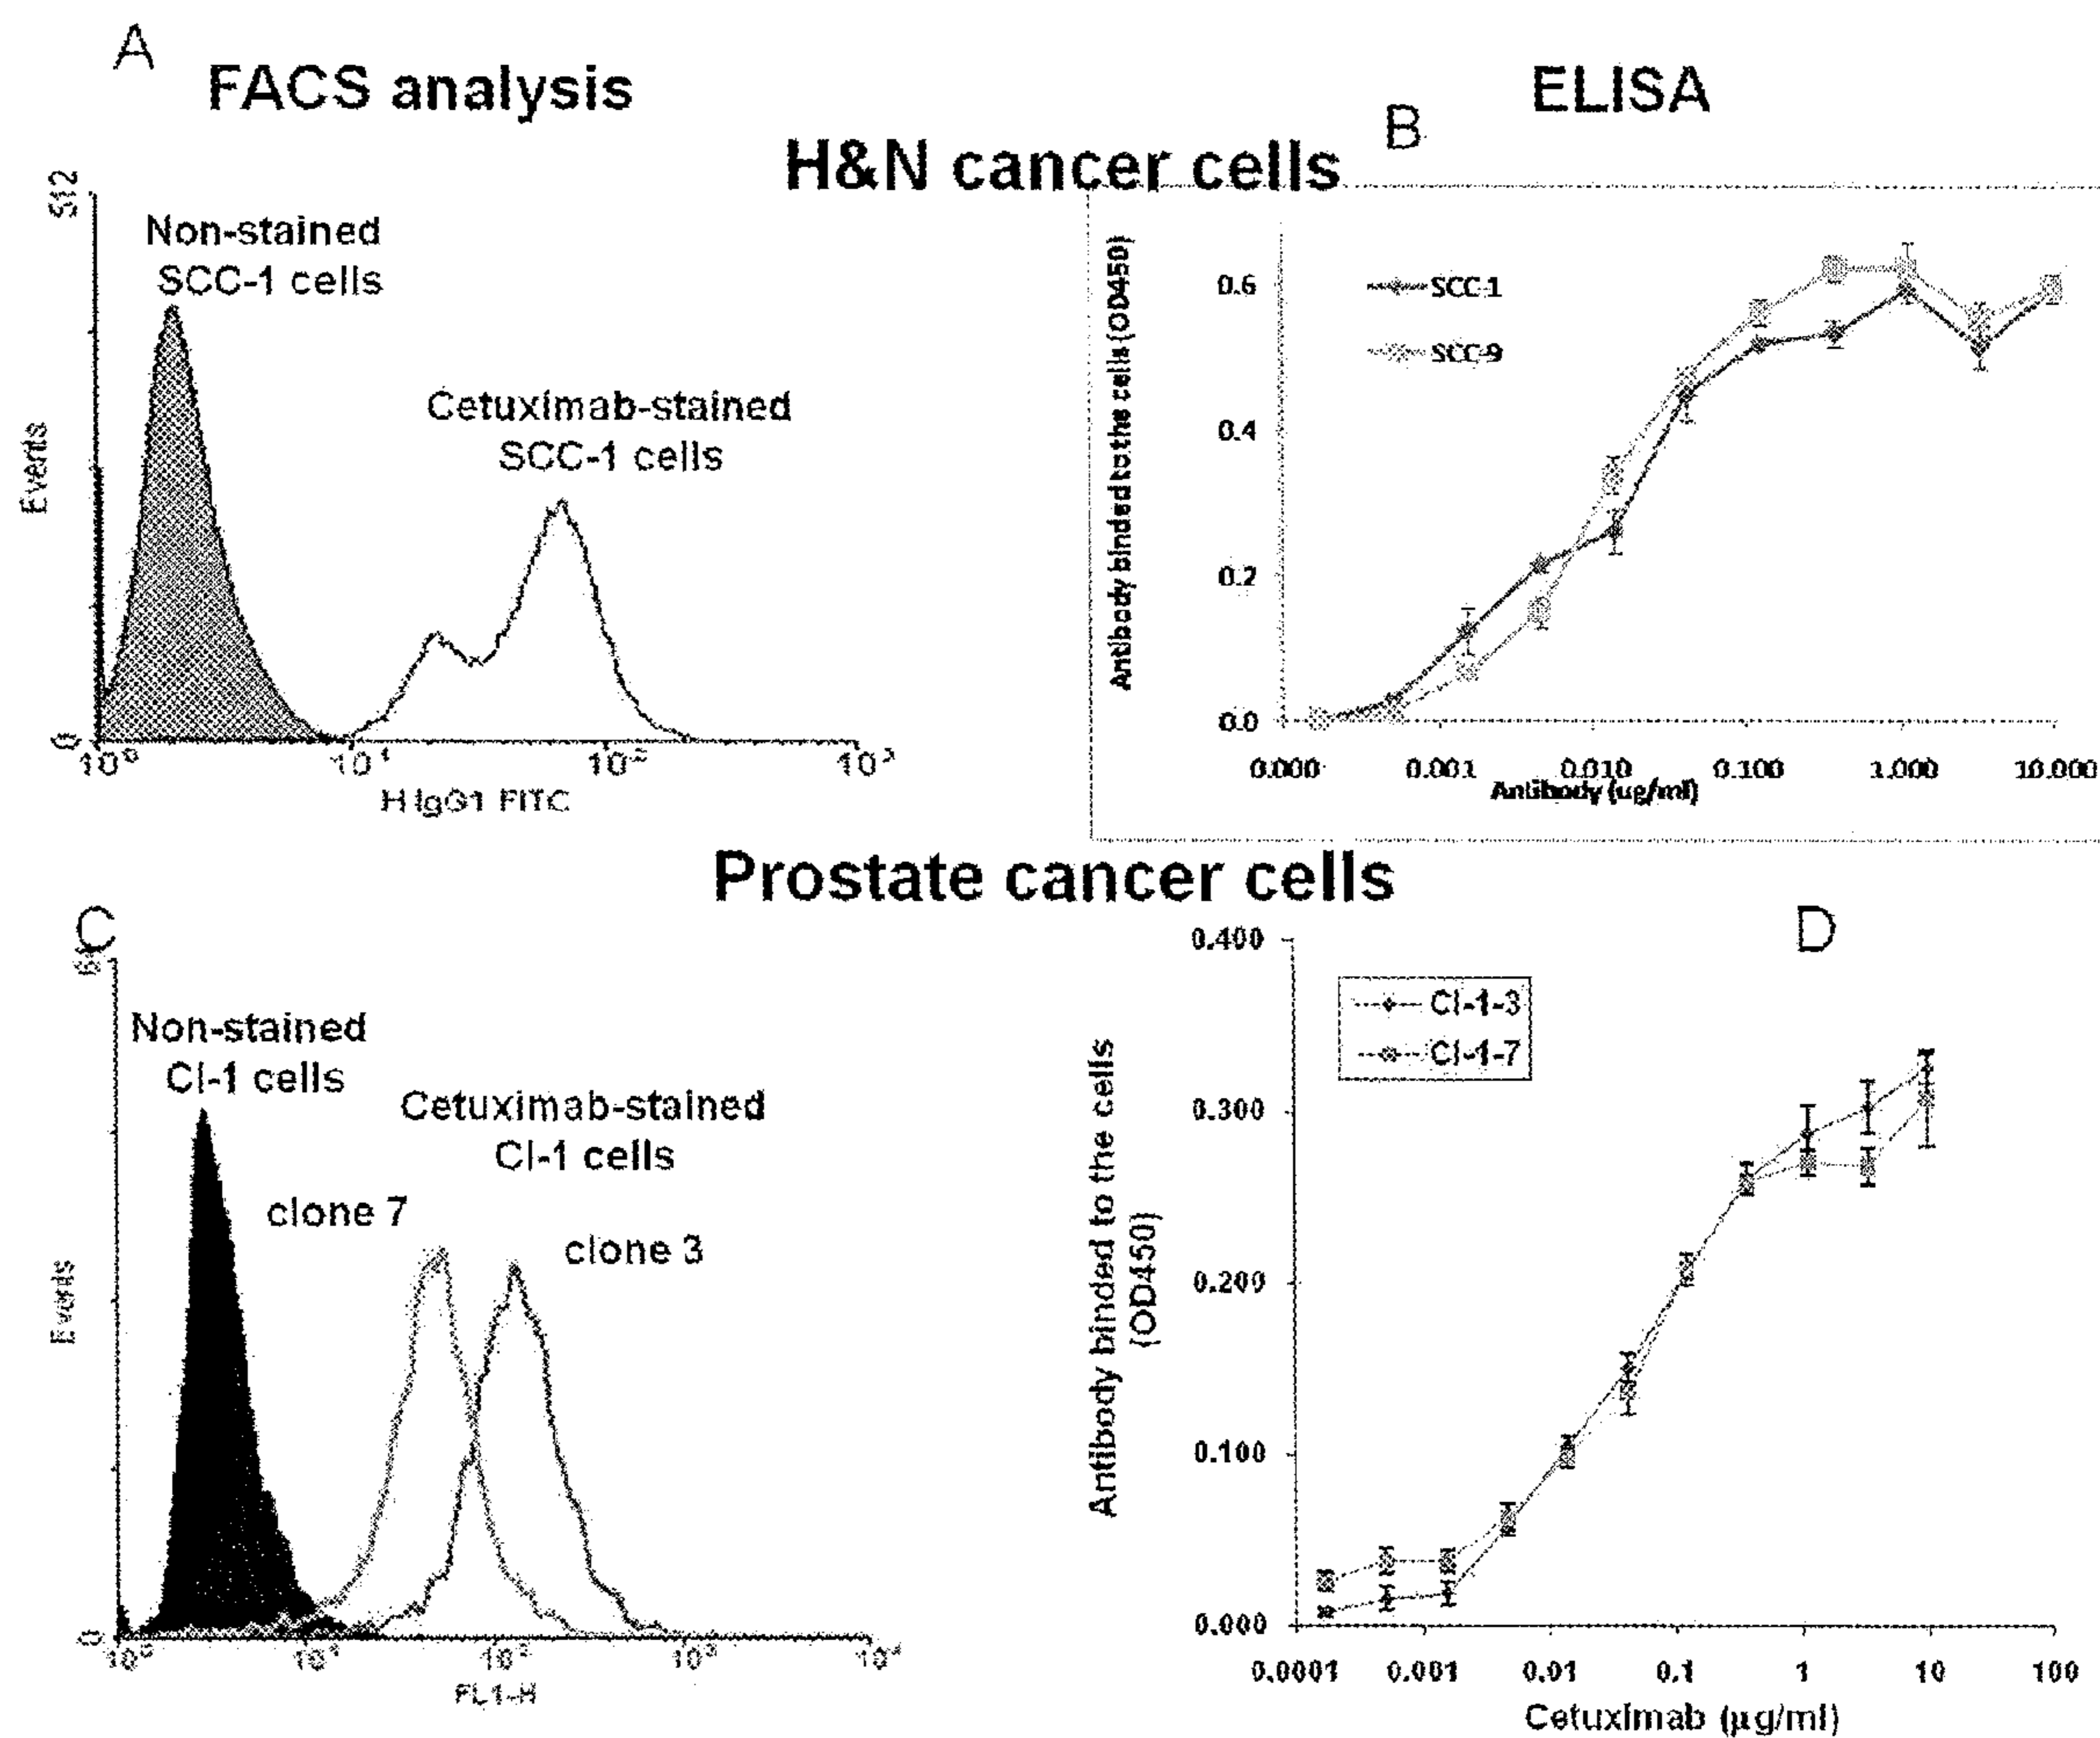 A
FACS analysis
ELISA
B
H&N cancer cells
512
Non-stained
SCC-1 cells
Cetuximab-stained
SCC-1 cells
Events
0
10⁰ 10¹ 10² 10³
H IgG1 FITC
Antibody binded to the cells (OD450)
0.6
0.4
0.2
0.0
SCC-1
SCC-9
0.000 0.001 0.010 0.100 1.000 10.000
Antibody (ug/ml)
Prostate cancer cells
C
Non-stained
Cl-1 cells
Cetuximab-stained
Cl-1 cells
clone 7
clone 3
Events
0
10⁰ 10¹ 10² 10³ 10⁴
FL1-H
D
0.400
0.300
0.200
0.100
0.000
Cl-1-3
Cl-1-7
Antibody binded to the cells
(OD450)
0.0001 0.001 0.01 0.1 1 10 100
Cetuximab (µg/ml)